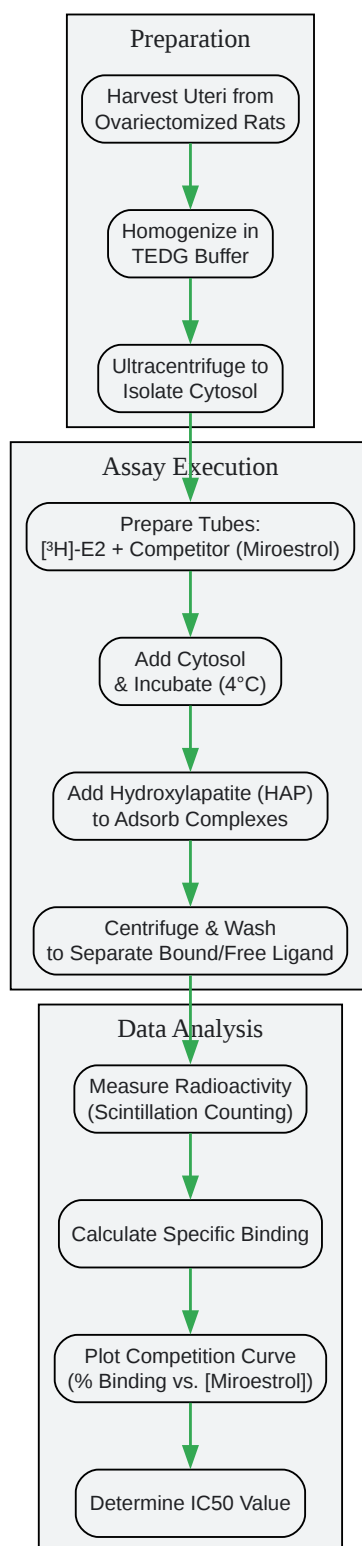 Preparation
Harvest Uteri from
Ovariectomized Rats
Homogenize in
TEDG Buffer
Ultracentrifuge to
Isolate Cytosol
Assay Execution
Prepare Tubes:
[³H]-E2 + Competitor (Miroestrol)
Add Cytosol
& Incubate (4°C)
Add Hydroxylapatite (HAP)
to Adsorb Complexes
Centrifuge & Wash
to Separate Bound/Free Ligand
Data Analysis
Measure Radioactivity
(Scintillation Counting)
Calculate Specific Binding
Plot Competition Curve
(% Binding vs. [Miroestrol])
Determine IC50 Value